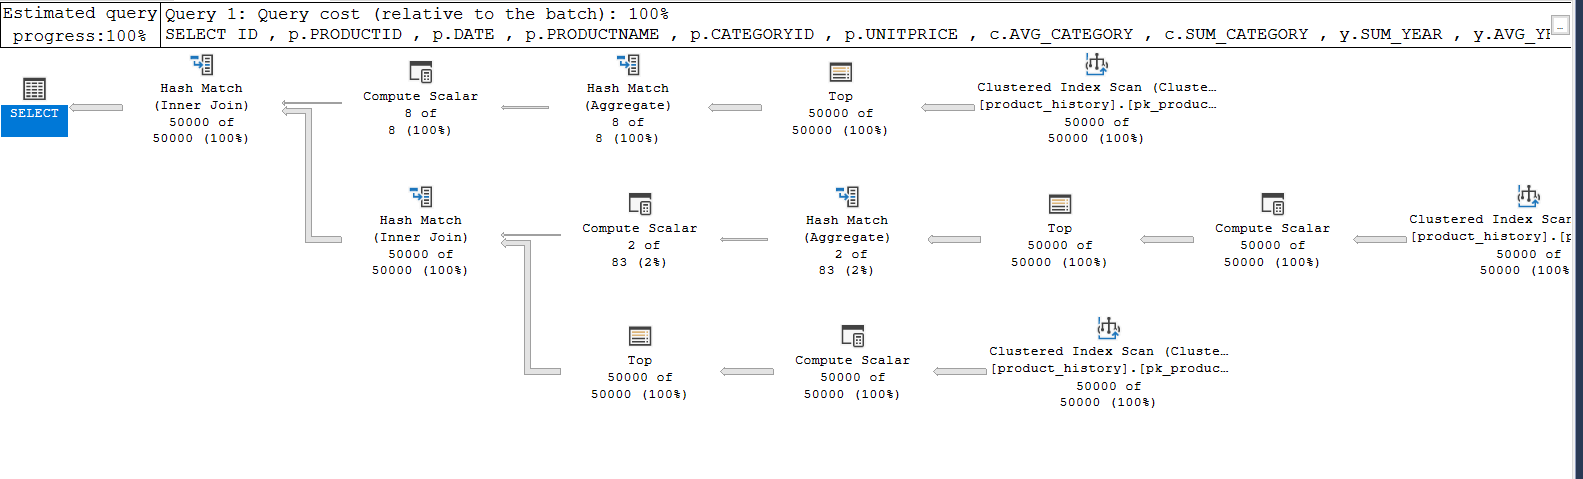 Estimated query
progress:100%
Query 1: Query cost (relative to the batch): 100%
SELECT ID , p.PRODUCTID , p.DATE , p.PRODUCTNAME , p.CATEGORYID , p.UNITPRICE , c.AVG_CATEGORY , c.SUM_CATEGORY , y.SUM_YEAR ,
SELECT
Hash Match
(Inner Join)
50000 of
50000 (100%)
Compute Scalar
8 of
8 (100%)
Hash Match
(Aggregate)
8 of
8 (100%)
Top
50000 of
50000 (100%)
Clustered Index Scan (Cluste...
[product_history].[pk_produc...
50000 of
50000 (100%)
Hash Match
(Inner Join)
50000 of
50000 (100%)
Compute Scalar
2 of
83 (2%)
Hash Match
(Aggregate)
2 of
83 (2%)
Top
50000 of
50000 (100%)
Compute Scalar
50000 of
50000 (100%)
Clustered Index Scan
[product_history].[p
50000 of
50000 (100%
Top
50000 of
50000 (100%)
Compute Scalar
50000 of
50000 (100%)
Clustered Index Scan (Cluste...
[product_history].[pk_produc...
50000 of
50000 (100%)